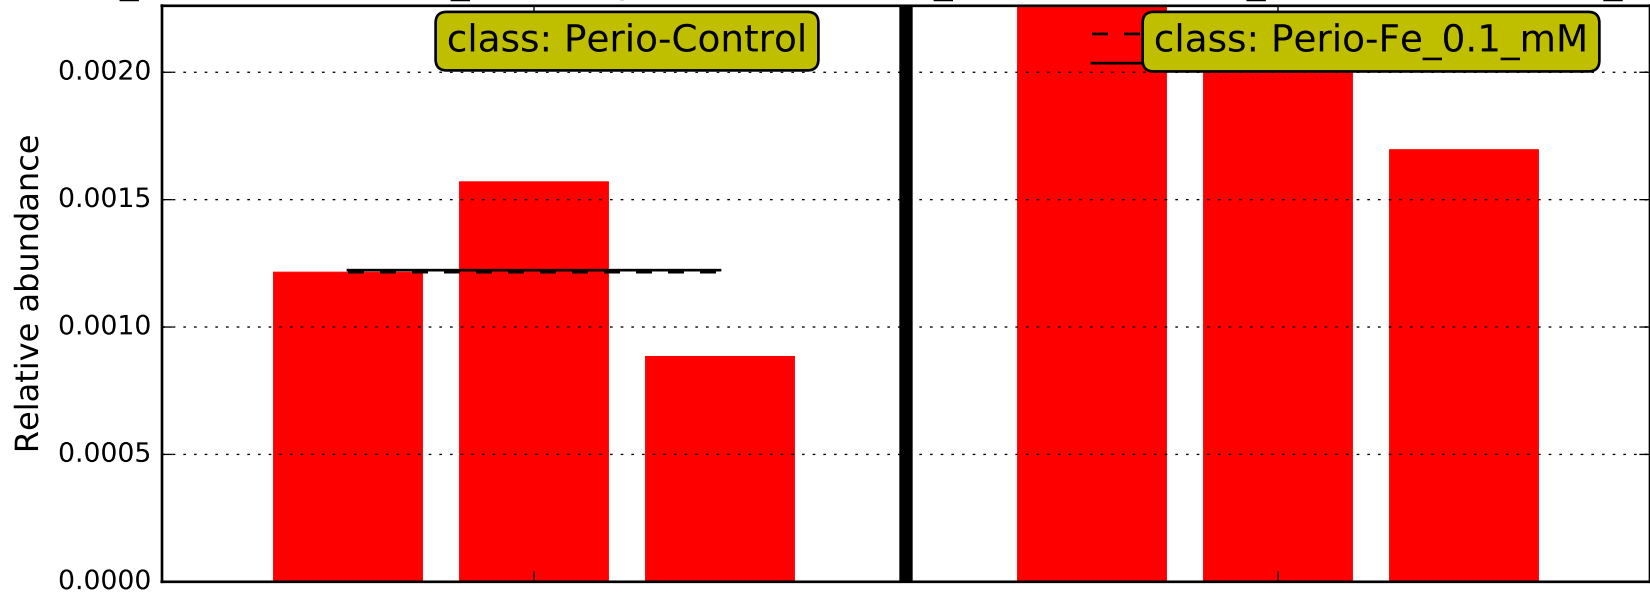 class: Perio-Control
class: Perio-Fe_0.1_mM
Relative abundance
0.0020
0.0015
0.0010
0.0005
0.0000